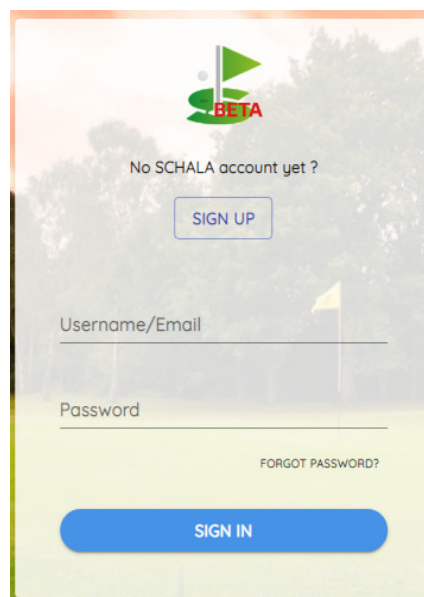 BETA
No SCHALA account yet ?
SIGN UP
Username/Email
Password
FORGOT PASSWORD?
SIGN IN